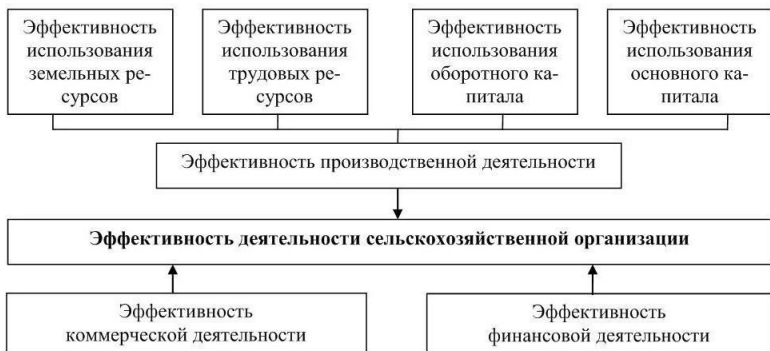 Эффективность
использования
земельных ре-
сурсов
Эффективность
использования
трудовых ре-
сурсов
Эффективность
использования
оборотного ка-
питала
Эффективность
использования
основного ка-
питала
Эффективность производственной деятельности
Эффективность деятельности сельскохозяйственной организации
Эффективность
коммерческой деятельности
Эффективность
финансовой деятельности